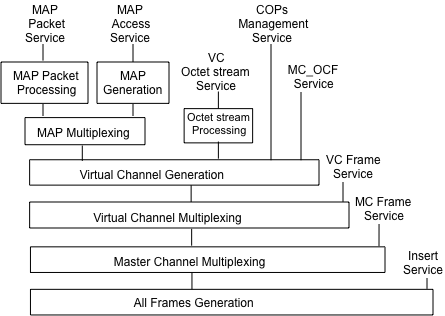 MAP
Packet
Service
MAP
Access
Service
COPs
Management
Service
VC
Octet stream
Service
MC_OCF
Service
MAP Packet
Processing
MAP
Generation
Octet stream
Processing
MAP Multiplexing
Virtual Channel Generation
VC Frame
Service
Virtual Channel Multiplexing
MC Frame
Service
Master Channel Multiplexing
Insert
Service
All Frames Generation